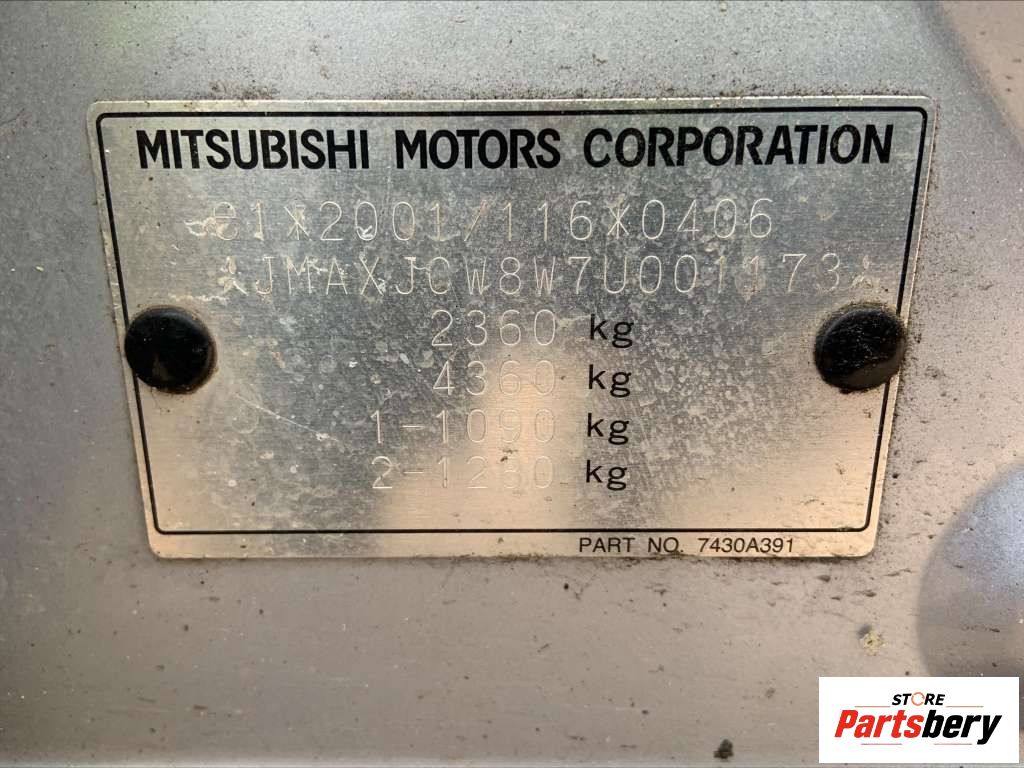 MITSUBISHI MOTORS CORPORATION
e1*2001/116*0406
JMAXJCW8W7U001173
2360 kg
4360 kg
1-1090 kg
2-1280 kg
PART NO. 7430A391
STORE
Partsbery